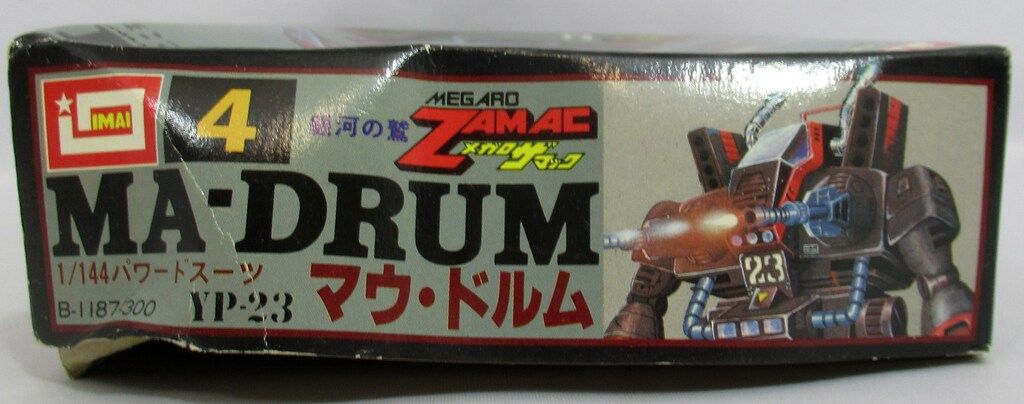 IMAI
4
銀河の鷲
MEGARO
ZAMAC
メガロザマック
MA-DRUM
1/144パワードスーツ
マウ・ドルム
B-1187-300
YP-23
23